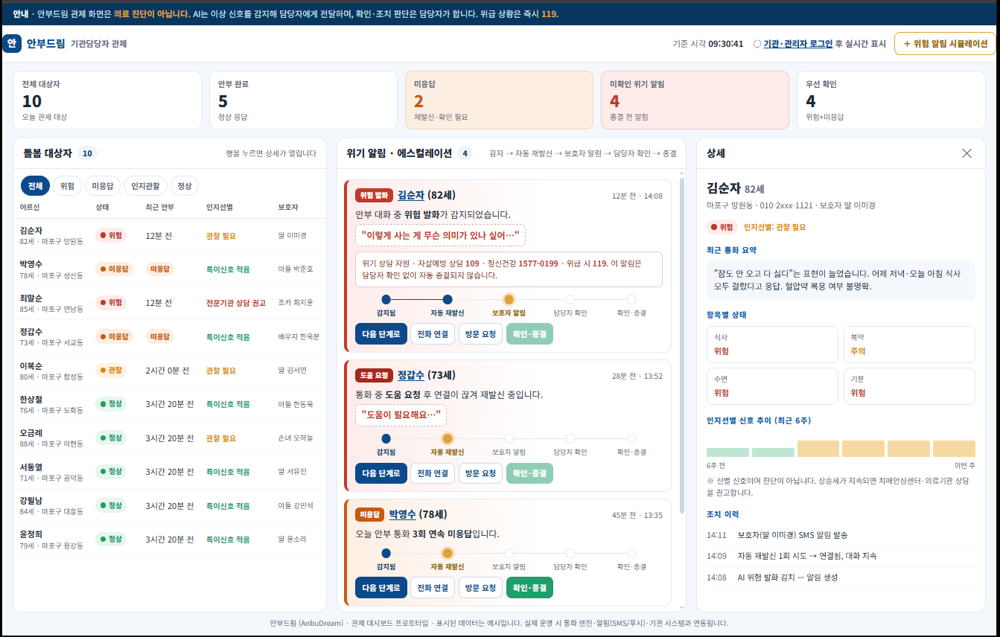 안내 · 안부드림 관제 화면은 의료 진단이 아닙니다. AI는 이상 신호를 감지해 담당자에게 전달하며, 확인·조치 판단은 담당자가 합니다. 위급 상황은 즉시 119.
안 안부드림 기관담당자 관제
기준 시각 09:30:41 기관·관리자 로그인 후 실시간 표시 + 위험 알림 시뮬레이션
전체 대상자
10
오늘 관제 대상
안부 완료
5
정상 응답
미응답
2
재발신·확인 필요
미확인 위기 알림
4
종결 전 알림
우선 확인
4
위험+미응답
돌봄 대상자 10 행을 누르면 상세가 열립니다
전체 위험 미응답 인지관찰 정상
어르신 상태 최근 안부 인지선별 보호자
김순자
82세 · 마포구 망원동
위험 12분 전 관찰 필요 딸 이미경
박영수
78세 · 마포구 성산동
미응답 미응답 특이신호 적음 아들 박준호
최말순
85세 · 마포구 연남동
위험 12분 전 전문기관 상담 권고 조카 최지윤
정갑수
73세 · 마포구 서교동
미응답 미응답 특이신호 적음 배우자 한옥분
이복순
80세 · 마포구 합정동
관찰 2시간 0분 전 관찰 필요 딸 김서연
한상철
76세 · 마포구 도화동
정상 3시간 20분 전 특이신호 적음 아들 한동욱
오금례
88세 · 마포구 아현동
정상 3시간 20분 전 관찰 필요 손녀 오하늘
서동열
71세 · 마포구 공덕동
정상 3시간 20분 전 특이신호 적음 딸 서유진
강필남
84세 · 마포구 대흥동
정상 3시간 20분 전 특이신호 적음 아들 강민석
윤정희
79세 · 마포구 용강동
정상 3시간 20분 전 특이신호 적음 딸 윤소라
위기 알림 · 에스컬레이션 4 감지 → 자동 재발신 → 보호자 알림 → 담당자 확인 → 종결
위험 발화 김순자 (82세) 12분 전 · 14:08
안부 대화 중 위험 발화가 감지되었습니다.
"이렇게 사는 게 무슨 의미가 있나 싶어…"
위기 상담 자원 · 자살예방 상담 109 · 정신건강 1577-0199 · 위급 시 119. 이 알림은
담당자 확인 없이 자동 종결되지 않습니다.
감지됨 자동 재발신 보호자 알림 담당자 확인 확인·종결
다음 단계로 전화 연결 방문 요청 확인·종결
도움 요청 정갑수 (73세) 28분 전 · 13:52
통화 중 도움 요청 후 연결이 끊겨 재발신 중입니다.
"도움이 필요해요…"
감지됨 자동 재발신 보호자 알림 담당자 확인 확인·종결
다음 단계로 전화 연결 방문 요청 확인·종결
미응답 박영수 (78세) 45분 전 · 13:35
오늘 안부 통화 3회 연속 미응답입니다.
감지됨 자동 재발신 보호자 알림 담당자 확인 확인·종결
다음 단계로 전화 연결 방문 요청 확인·종결
상세
김순자 82세
마포구 망원동 · 010-2xxx-1121 · 보호자 딸 이미경
위험 인지선별: 관찰 필요
최근 통화 요약
"잠도 안 오고 다 싫다"는 표현이 늘었습니다. 어제 저녁·오늘 아침 식사
모두 걸렀다고 응답. 혈압약 복용 여부 불명확.
항목별 상태
식사
위험
복약
주의
수면
위험
기분
위험
인지선별 신호 추이 (최근 6주)
6주 전 이번 주
※ 선별 신호이며 진단이 아닙니다. 상승세가 지속되면 치매안심센터·의료기관 상담
을 권고합니다.
조치 이력
14:11 보호자(딸 이미경) SMS 알림 발송
14:09 자동 재발신 1회 시도 → 연결됨, 대화 지속
14:08 AI 위험 발화 감지 — 알림 생성
안부드림 (AnbuDream) · 관제 대시보드 프로토타입 · 표시된 데이터는 예시입니다. 실제 운영 시 통화 엔진·알림(SMS/푸시)·기관 시스템과 연동됩니다.